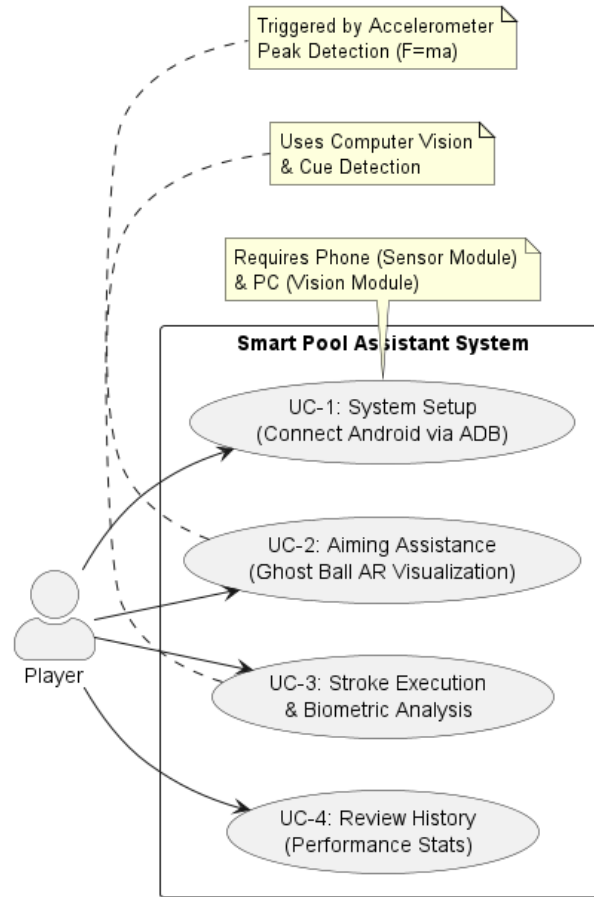 Triggered by Accelerometer
Peak Detection (F=ma)
Uses Computer Vision
& Cue Detection
Requires Phone (Sensor Module)
& PC (Vision Module)
Smart Pool Assistant System
UC-1: System Setup
(Connect Android via ADB)
UC-2: Aiming Assistance
(Ghost Ball AR Visualization)
Player
UC-3: Stroke Execution
& Biometric Analysis
UC-4: Review History
(Performance Stats)